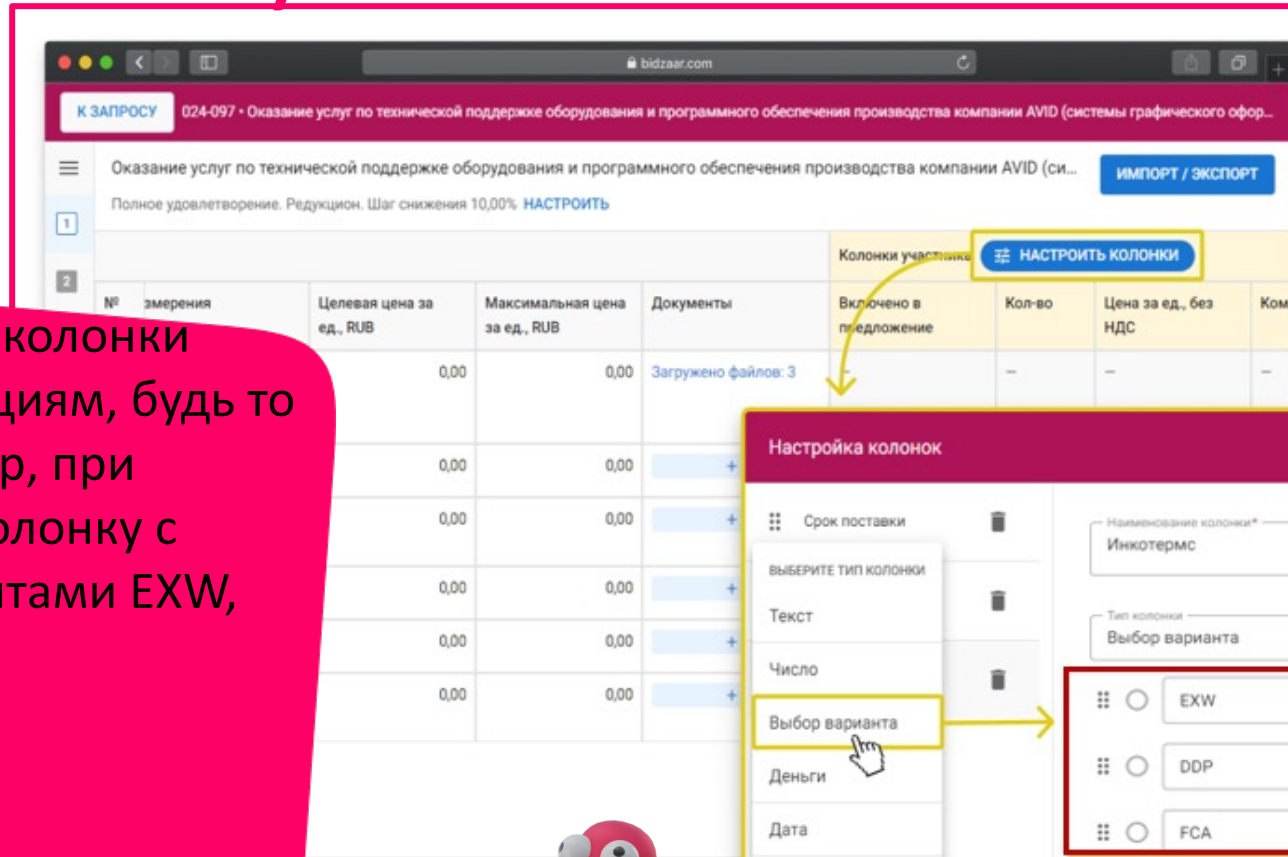 bidzaar.com
К ЗАПРОСУ 024-097 • Оказание услуг по технической поддержке оборудования и программного обеспечения производства компании AVID (системы графического офор...
Оказание услуг по технической поддержке оборудования и программного обеспечения производства компании AVID (си...
ИМПОРТ / ЭКСПОРТ
Полное удовлетворение. Редукцион. Шаг снижения 10,00% НАСТРОИТЬ
1
2
Колонки участника НАСТРОИТЬ КОЛОНКИ
№ змерения
Целевая цена за
ед., RUB
Максимальная цена
за ед., RUB
Документы
Включено в
предложение
Кол-во
Цена за ед., без
НДС
Ком
0,00 0,00 Загружено файлов: 3 – – – –
0,00 0,00 +
0,00 0,00 +
0,00 0,00 +
0,00 0,00 +
0,00 0,00 +
колонки
циям, будь то
р, при
олонку с
нтами EXW,
Настройка колонок
Срок поставки
ВЫБЕРИТЕ ТИП КОЛОНКИ
Текст
Число
Выбор варианта
Деньги
Дата
Наименование колонки*
Инкотермс
Тип колонки
Выбор варианта
EXW
DDP
FCA